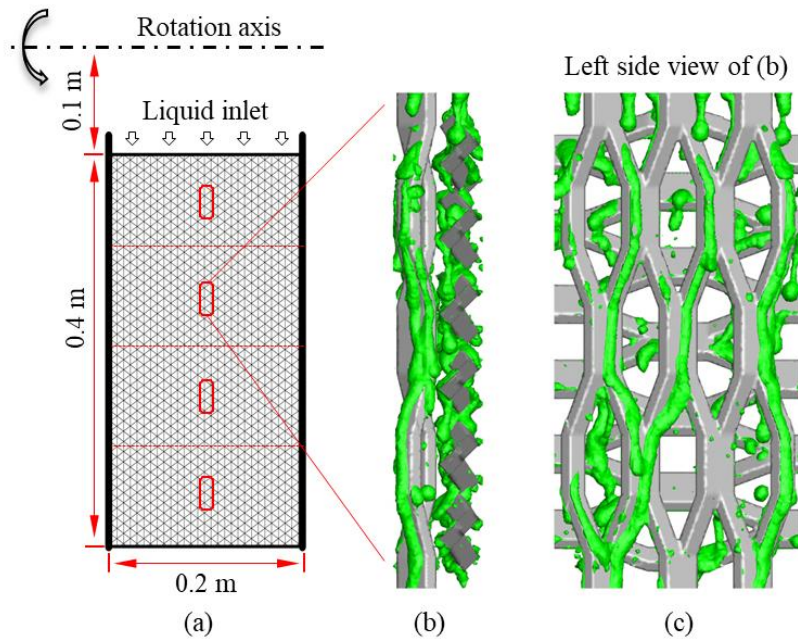 Rotation axis
0.1 m
Liquid inlet
Left side view of (b)
0.4 m
0.2 m
(a)
(b)
(c)